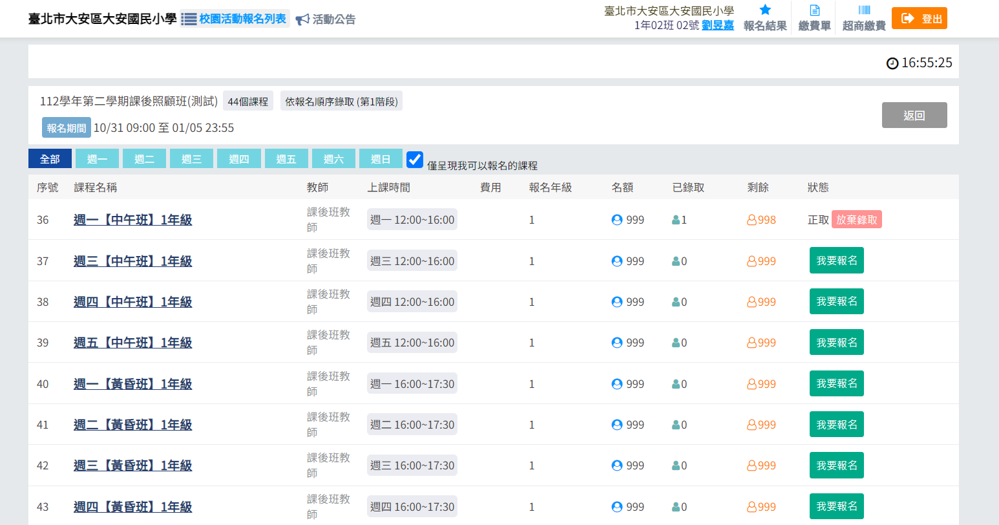 臺北市大安區大安國民小學 校園活動報名列表 活動公告
臺北市大安區大安國民小學
1年02班 02號 劉昱嘉
報名結果 繳費單 超商繳費 登出
16:55:25
112學年第二學期課後照顧班(測試) 44個課程 依報名順序錄取 (第1階段)
報名期間 10/31 09:00 至 01/05 23:55
返回
全部 週一 週二 週三 週四 週五 週六 週日 僅呈現我可以報名的課程
序號 課程名稱 教師 上課時間 費用 報名年級 名額 已錄取 剩餘 狀態
36 週一【中午班】1年級 課後班教師 週一 12:00~16:00 1 999 1 998 正取 放棄錄取
37 週三【中午班】1年級 課後班教師 週三 12:00~16:00 1 999 0 999 我要報名
38 週四【中午班】1年級 課後班教師 週四 12:00~16:00 1 999 0 999 我要報名
39 週五【中午班】1年級 課後班教師 週五 12:00~16:00 1 999 0 999 我要報名
40 週一【黃昏班】1年級 課後班教師 週一 16:00~17:30 1 999 0 999 我要報名
41 週二【黃昏班】1年級 課後班教師 週二 16:00~17:30 1 999 0 999 我要報名
42 週三【黃昏班】1年級 課後班教師 週三 16:00~17:30 1 999 0 999 我要報名
43 週四【黃昏班】1年級 課後班教師 週四 16:00~17:30 1 999 0 999 我要報名